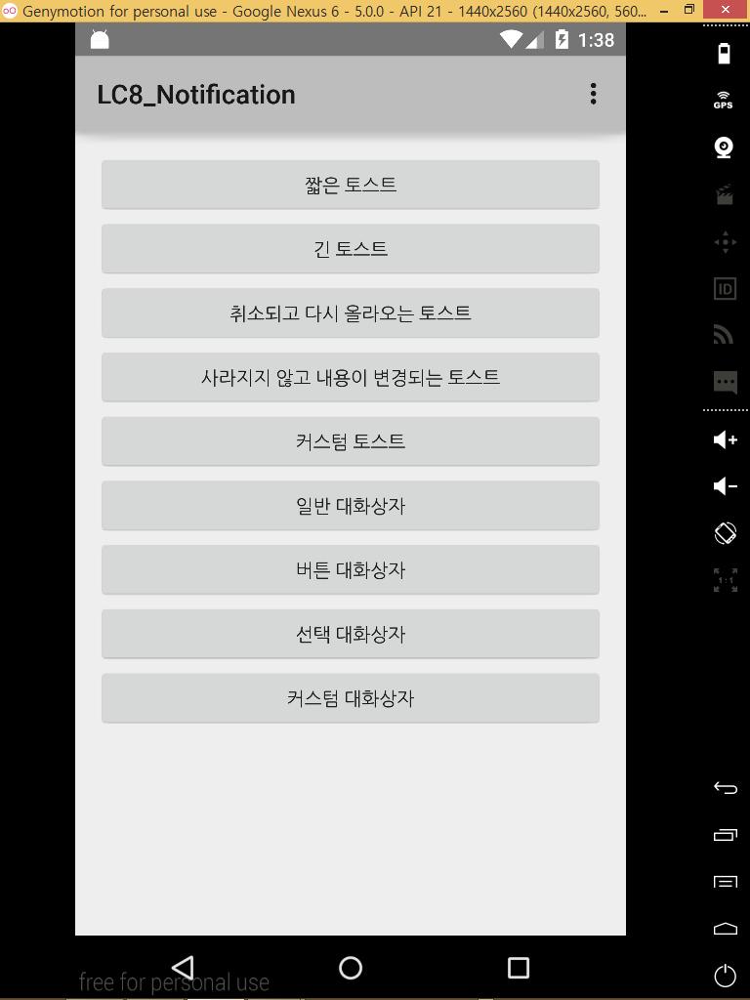 Genymotion for personal use - Google Nexus 6 - 5.0.0 - API 21 - 1440x2560 (1440x2560, 560...
1:38
LC8_Notification
GPS
짧은 토스트
긴 토스트
취소되고 다시 올라오는 토스트
사라지지 않고 내용이 변경되는 토스트
ID
커스텀 토스트
일반 대화상자
버튼 대화상자
1:1
선택 대화상자
커스텀 대화상자
free for personal use